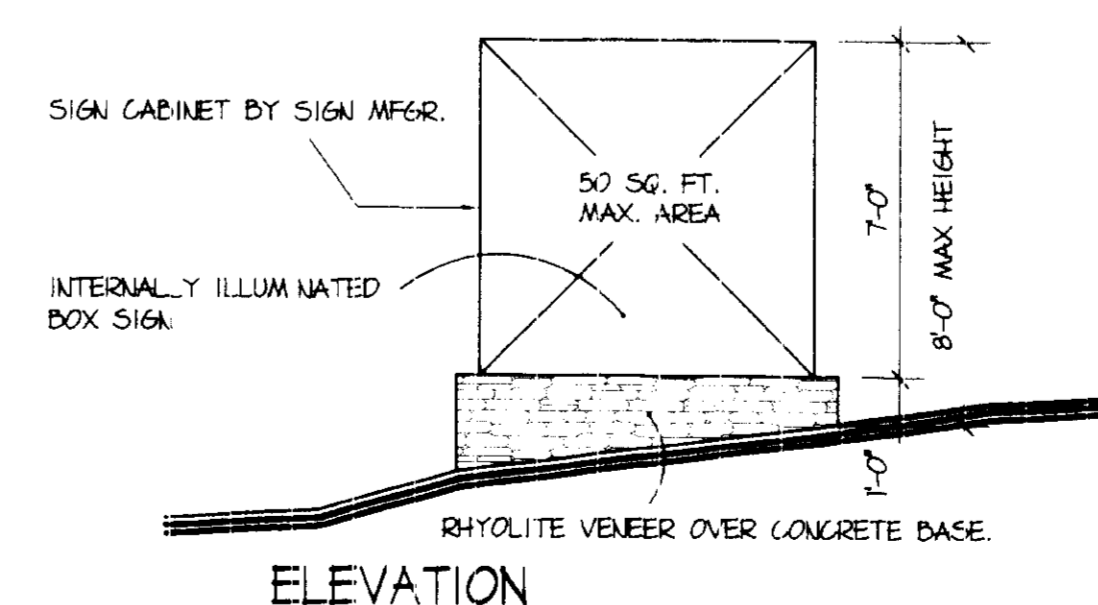 SIGN CABINET BY SIGN MFGR.
50 SQ. FT.
MAX. AREA
INTERNALLY ILLUMINATED
BOX SIGN
7'-0"
8'-0" MAX HEIGHT
1'-0"
RHYOLITE VENEER OVER CONCRETE BASE.
ELEVATION